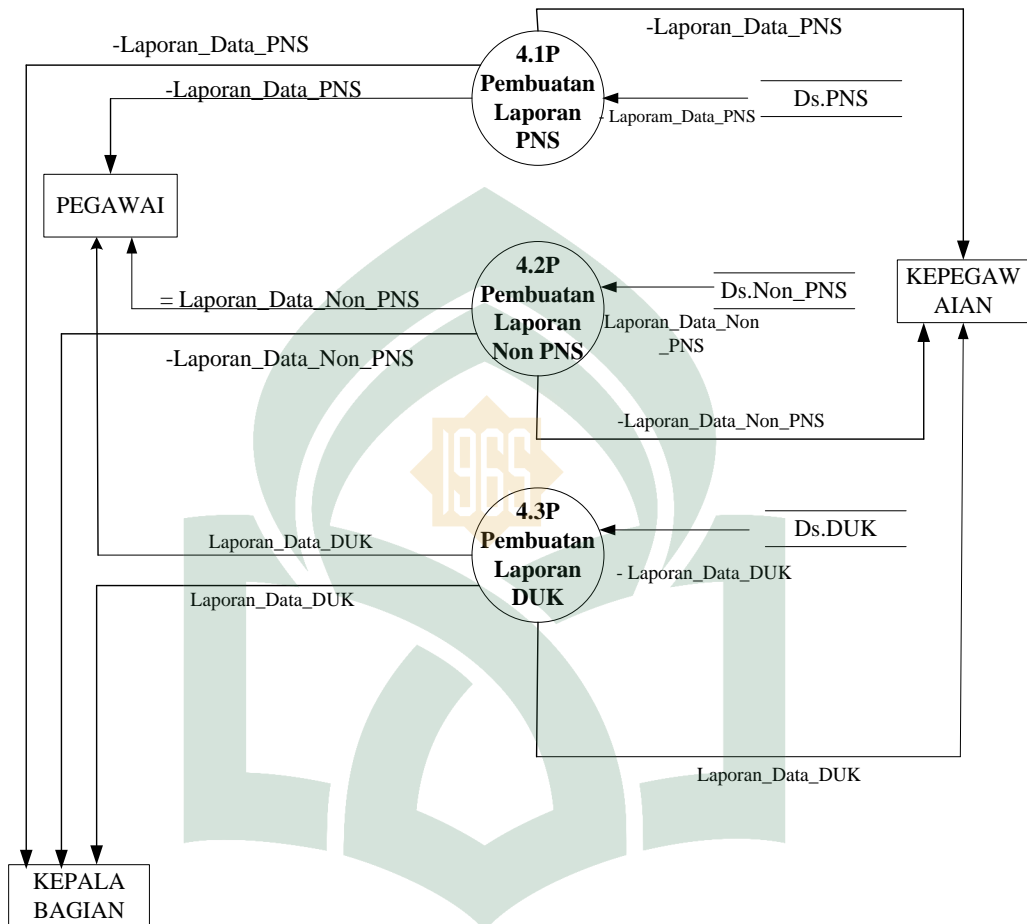 -Laporan_Data_PNS
-Laporan_Data_PNS
-Laporan_Data_PNS
4.1P
Pembuatan
Laporan
PNS
Ds.PNS
- Laporam_Data_PNS
PEGAWAI
4.2P
Pembuatan
Laporan
Non PNS
= Laporan_Data_Non_PNS
-Laporan_Data_Non_PNS
Ds.Non_PNS
Laporan_Data_Non
_PNS
KEPEGAW
AIAN
-Laporan_Data_Non_PNS
1965
4.3P
Pembuatan
Laporan
DUK
Ds.DUK
Laporan_Data_DUK
- Laporan_Data_DUK
Laporan_Data_DUK
Laporan_Data_DUK
KEPALA
BAGIAN